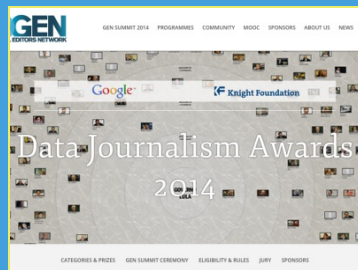 GEN
EDITORS NETWORK
GEN SUMMIT 2014 PROGRAMMES COMMUNITY MOOC SPONSORS ABOUT US NEWS
Google Knight Foundation
Data Journalism Awards
2014
CATEGORIES & PRIZES GEN SUMMIT CEREMONY ELIGIBILITY & RULES JURY SPONSORS